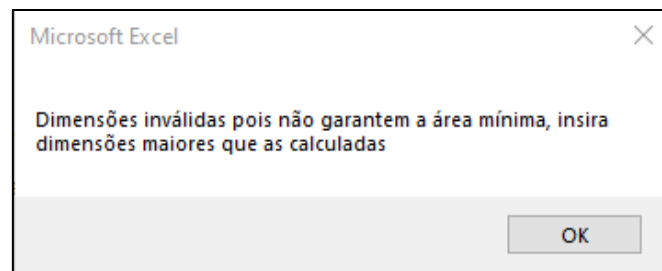 Microsoft Excel
Dimensões inválidas pois não garantem a área mínima, insira
dimensões maiores que as calculadas
OK